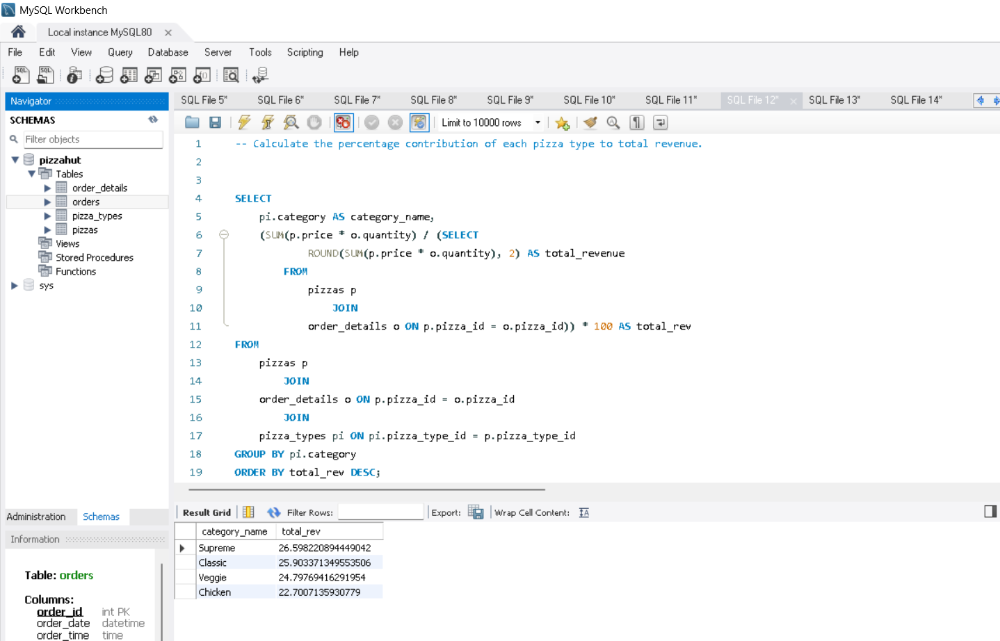 MySQL Workbench
Local instance MySQL80
File Edit View Query Database Server Tools Scripting Help
Navigator
SCHEMAS
Filter objects
pizzahut
Tables
order_details
orders
pizza_types
pizzas
Views
Stored Procedures
Functions
sys
Administration Schemas
Information
Table: orders
Columns:
order_id int PK
order_date datetime
order_time time
SQL File 5* SQL File 6* SQL File 7* SQL File 8* SQL File 9* SQL File 10* SQL File 11* SQL File 12* SQL File 13* SQL File 14*
Limit to 10000 rows
1 -- Calculate the percentage contribution of each pizza type to total revenue.
2
3
4 SELECT
5 pi.category AS category_name,
6 (SUM(p.price * o.quantity) / (SELECT
7 ROUND(SUM(p.price * o.quantity), 2) AS total_revenue
8 FROM
9 pizzas p
10 JOIN
11 order_details o ON p.pizza_id = o.pizza_id)) * 100 AS total_rev
12 FROM
13 pizzas p
14 JOIN
15 order_details o ON p.pizza_id = o.pizza_id
16 JOIN
17 pizza_types pi ON pi.pizza_type_id = p.pizza_type_id
18 GROUP BY pi.category
19 ORDER BY total_rev DESC;
Result Grid Filter Rows: Export: Wrap Cell Content:
category_name total_rev
Supreme 26.598220894449042
Classic 25.903371349553506
Veggie 24.79769416291954
Chicken 22.7007135930779